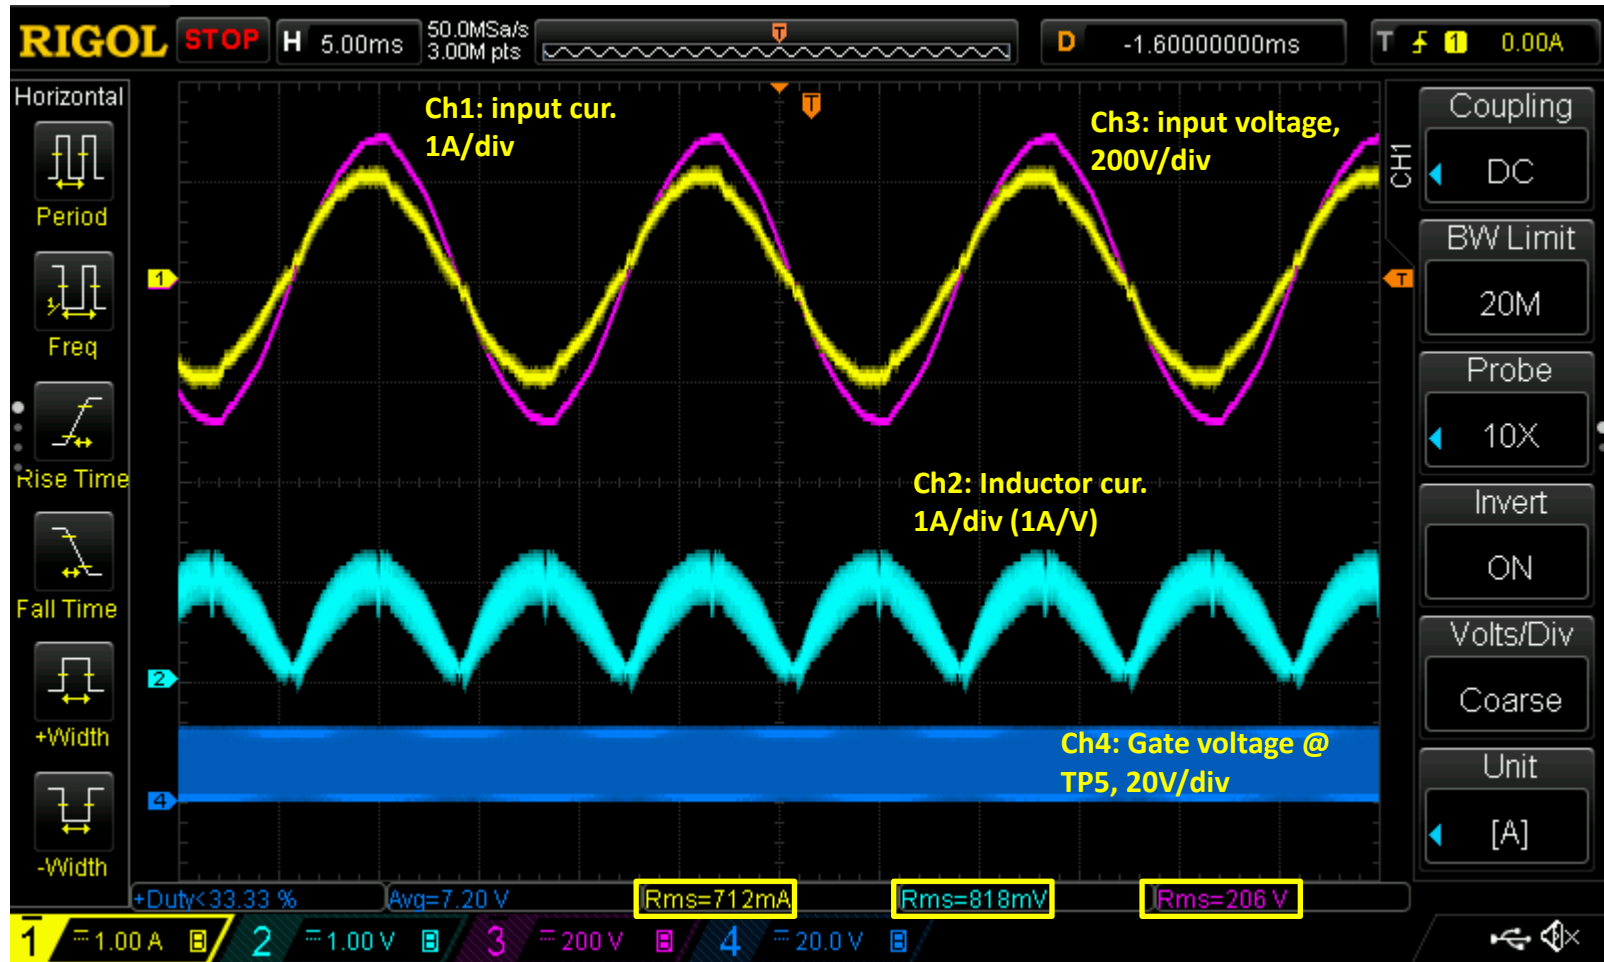 RIGOL STOP H 5.00ms 50.0MSa/s D -1.60000000ms T 1 0.00A
3.00M pts
T
Horizontal
Period
Freq
Rise Time
Fall Time
+Width
-Width
Ch1: input cur.
1A/div
T
Ch3: input voltage,
200V/div
1
T
Ch2: Inductor cur.
1A/div (1A/V)
2
Ch4: Gate voltage @
TP5, 20V/div
4
CH1
Coupling
DC
BW Limit
20M
Probe
10X
Invert
ON
Volts/Div
Coarse
Unit
[A]
+Duty<33.33 % Avg=7.20 V Rms=712mA Rms=818mV Rms=206 V
1 1.00 A B 2 1.00 V B 3 200 V B 4 20.0 V B